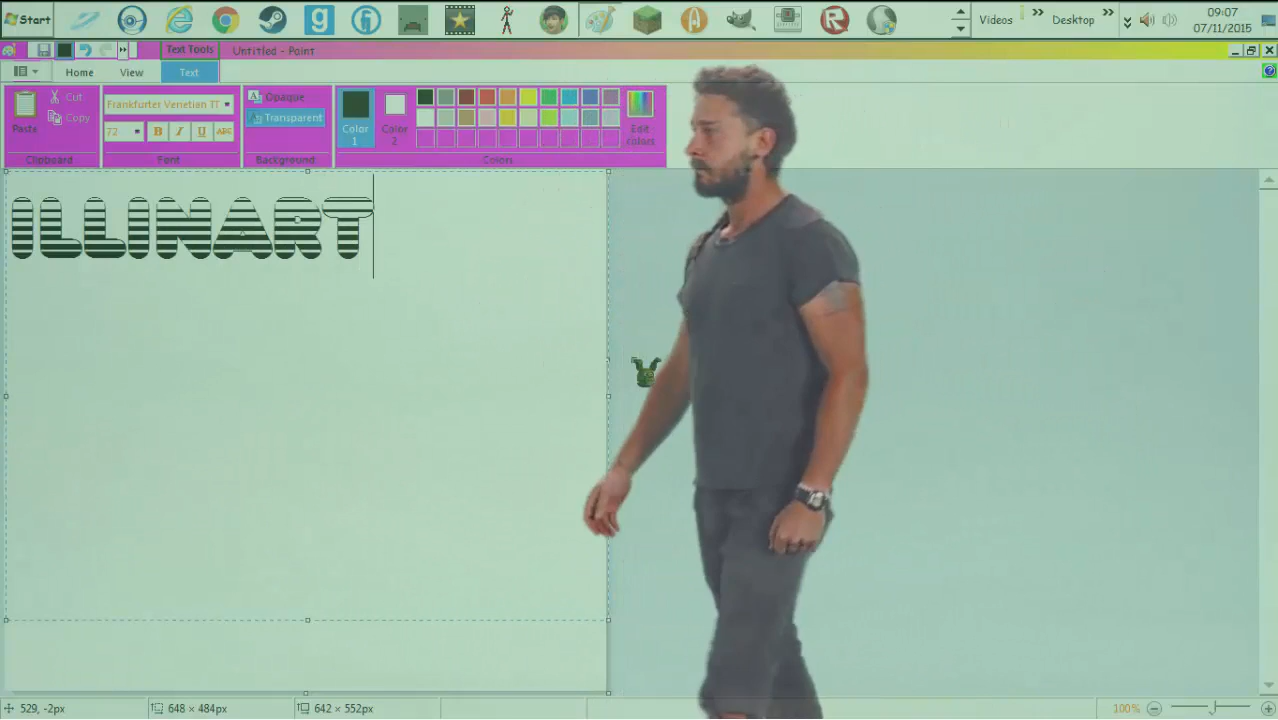 Start
Videos
Desktop
09:07
07/11/2015
Text Tools
Untitled - Paint
Home
View
Text
Paste
Cut
Copy
Clipboard
Frankfurter Venetian TT
72
B I U abc
Font
Opaque
Transparent
Background
Color 1
Color 2
Edit colors
Colors
ILLINART
529, -2px
648 × 484px
642 × 552px
100%